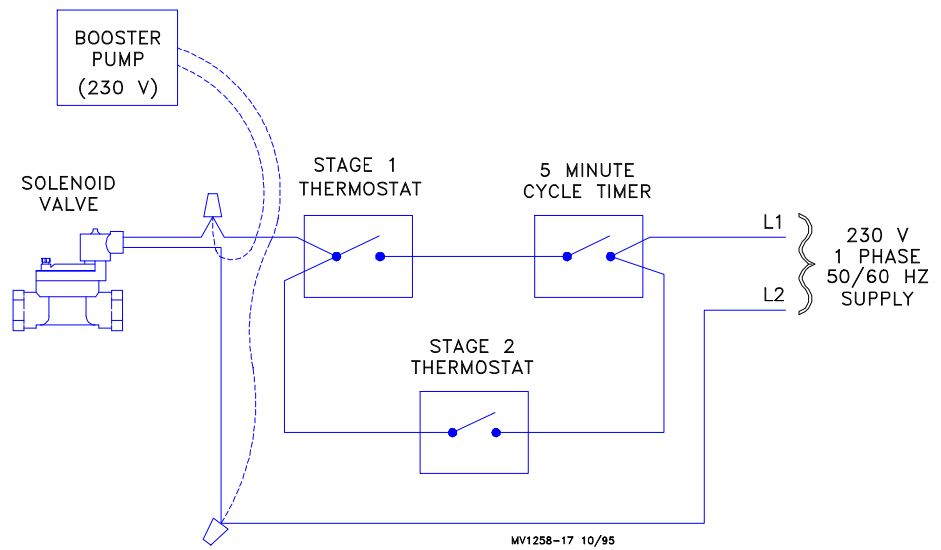 BOOSTER
PUMP
(230 V)
SOLENOID
VALVE
STAGE 1
THERMOSTAT
5 MINUTE
CYCLE TIMER
L1
L2
230 V
1 PHASE
50/60 HZ
SUPPLY
STAGE 2
THERMOSTAT
MV1258-17 10/95